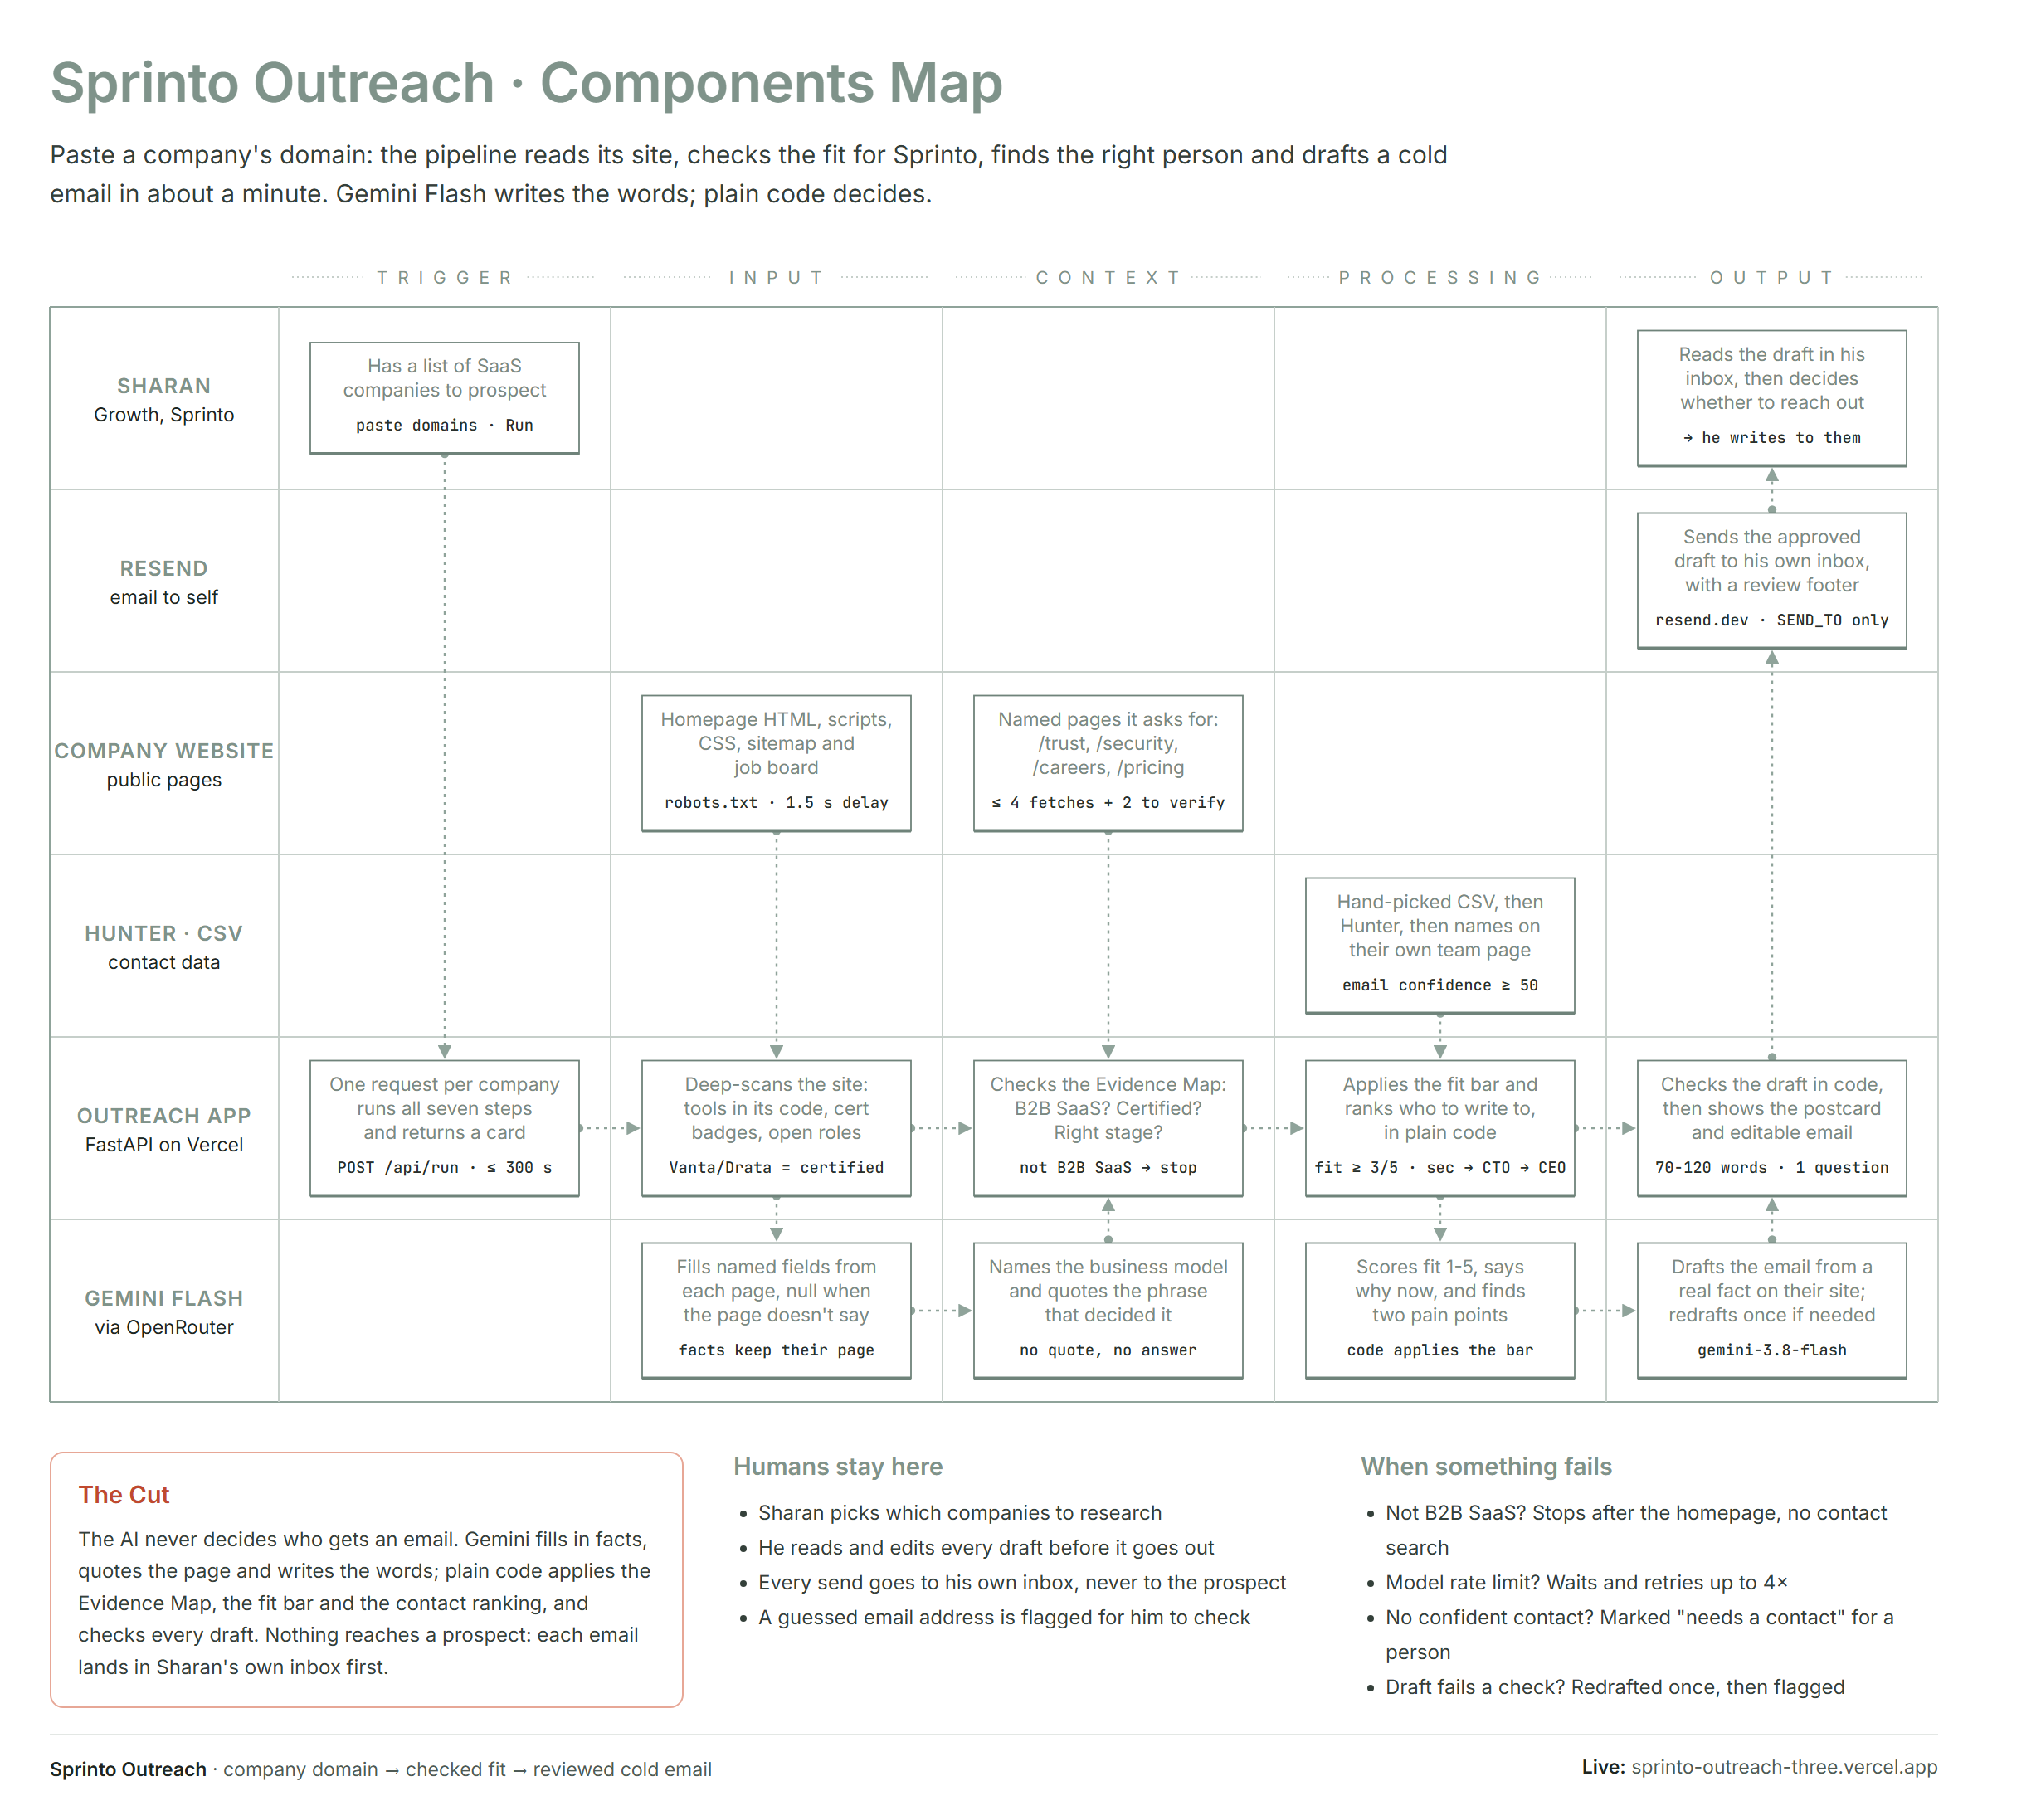 Sprinto Outreach · Components Map
Paste a company's domain: the pipeline reads its site, checks the fit for Sprinto, finds the right person and drafts a cold
email in about a minute. Gemini Flash writes the words; plain code decides.
TRIGGER
INPUT
CONTEXT
PROCESSING
OUTPUT
SHARAN
Growth, Sprinto
Has a list of SaaS
companies to prospect
paste domains · Run
Reads the draft in his
inbox, then decides
whether to reach out
→ he writes to them
RESEND
email to self
Sends the approved
draft to his own inbox,
with a review footer
resend.dev · SEND_TO only
COMPANY WEBSITE
public pages
Homepage HTML, scripts,
CSS, sitemap and
job board
robots.txt · 1.5 s delay
Named pages it asks for:
/trust, /security,
/careers, /pricing
≤ 4 fetches + 2 to verify
HUNTER · CSV
contact data
Hand-picked CSV, then
Hunter, then names on
their own team page
email confidence ≥ 50
OUTREACH APP
FastAPI on Vercel
One request per company
runs all seven steps
and returns a card
POST /api/run · ≤ 300 s
Deep-scans the site:
tools in its code, cert
badges, open roles
Vanta/Drata = certified
Checks the Evidence Map:
B2B SaaS? Certified?
Right stage?
not B2B SaaS → stop
Applies the fit bar and
ranks who to write to,
in plain code
fit ≥ 3/5 · sec → CTO → CEO
Checks the draft in code,
then shows the postcard
and editable email
70-120 words · 1 question
GEMINI FLASH
via OpenRouter
Fills named fields from
each page, null when
the page doesn't say
facts keep their page
Names the business model
and quotes the phrase
that decided it
no quote, no answer
Scores fit 1-5, says
why now, and finds
two pain points
code applies the bar
Drafts the email from a
real fact on their site;
redrafts once if needed
gemini-3.8-flash
The Cut
The AI never decides who gets an email. Gemini fills in facts,
quotes the page and writes the words; plain code applies the
Evidence Map, the fit bar and the contact ranking, and
checks every draft. Nothing reaches a prospect: each email
lands in Sharan's own inbox first.
Humans stay here
• Sharan picks which companies to research
• He reads and edits every draft before it goes out
• Every send goes to his own inbox, never to the prospect
• A guessed email address is flagged for him to check
When something fails
• Not B2B SaaS? Stops after the homepage, no contact
search
• Model rate limit? Waits and retries up to 4×
• No confident contact? Marked "needs a contact" for a
person
• Draft fails a check? Redrafted once, then flagged
Sprinto Outreach · company domain → checked fit → reviewed cold email
Live: sprinto-outreach-three.vercel.app